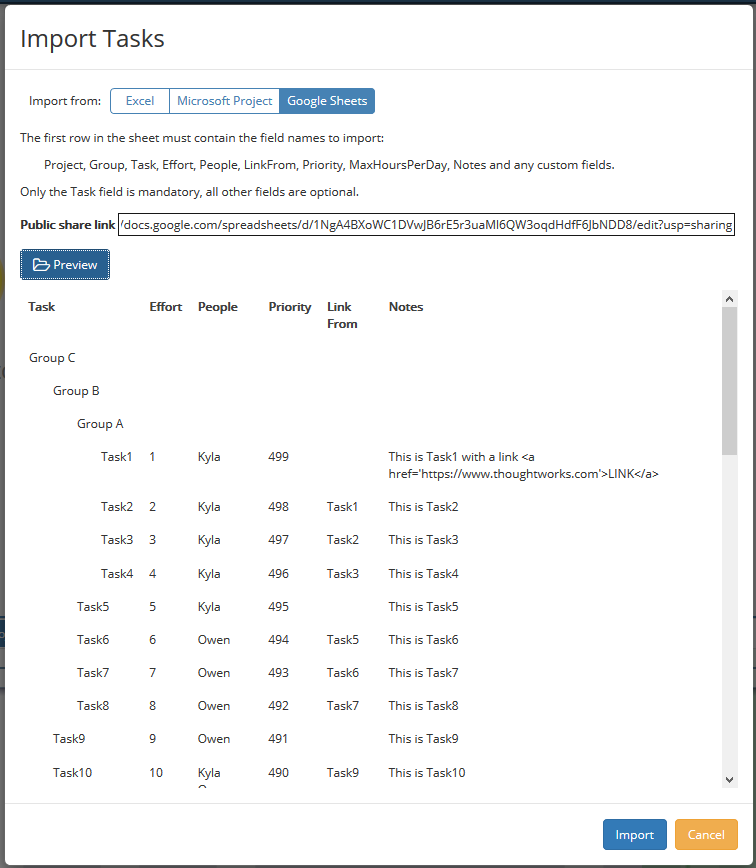 Import Tasks
Import from: Excel Microsoft Project Google Sheets
The first row in the sheet must contain the field names to import:
Project, Group, Task, Effort, People, LinkFrom, Priority, MaxHoursPerDay, Notes and any custom fields.
Only the Task field is mandatory, all other fields are optional.
Public share link /docs.google.com/spreadsheets/d/1NgA4BXoWC1DVwJB6rE5r3uaMl6QW3oqdHdfF6JbNDD8/edit?usp=sharing
Preview
Task Effort People Priority Link From Notes
Group C
Group B
Group A
Task1 1 Kyla 499 This is Task1 with a link <a
href='https://www.thoughtworks.com'>LINK</a>
Task2 2 Kyla 498 Task1 This is Task2
Task3 3 Kyla 497 Task2 This is Task3
Task4 4 Kyla 496 Task3 This is Task4
Task5 5 Kyla 495 This is Task5
Task6 6 Owen 494 Task5 This is Task6
Task7 7 Owen 493 Task6 This is Task7
Task8 8 Owen 492 Task7 This is Task8
Task9 9 Owen 491 This is Task9
Task10 10 Kyla 490 Task9 This is Task10
Import Cancel